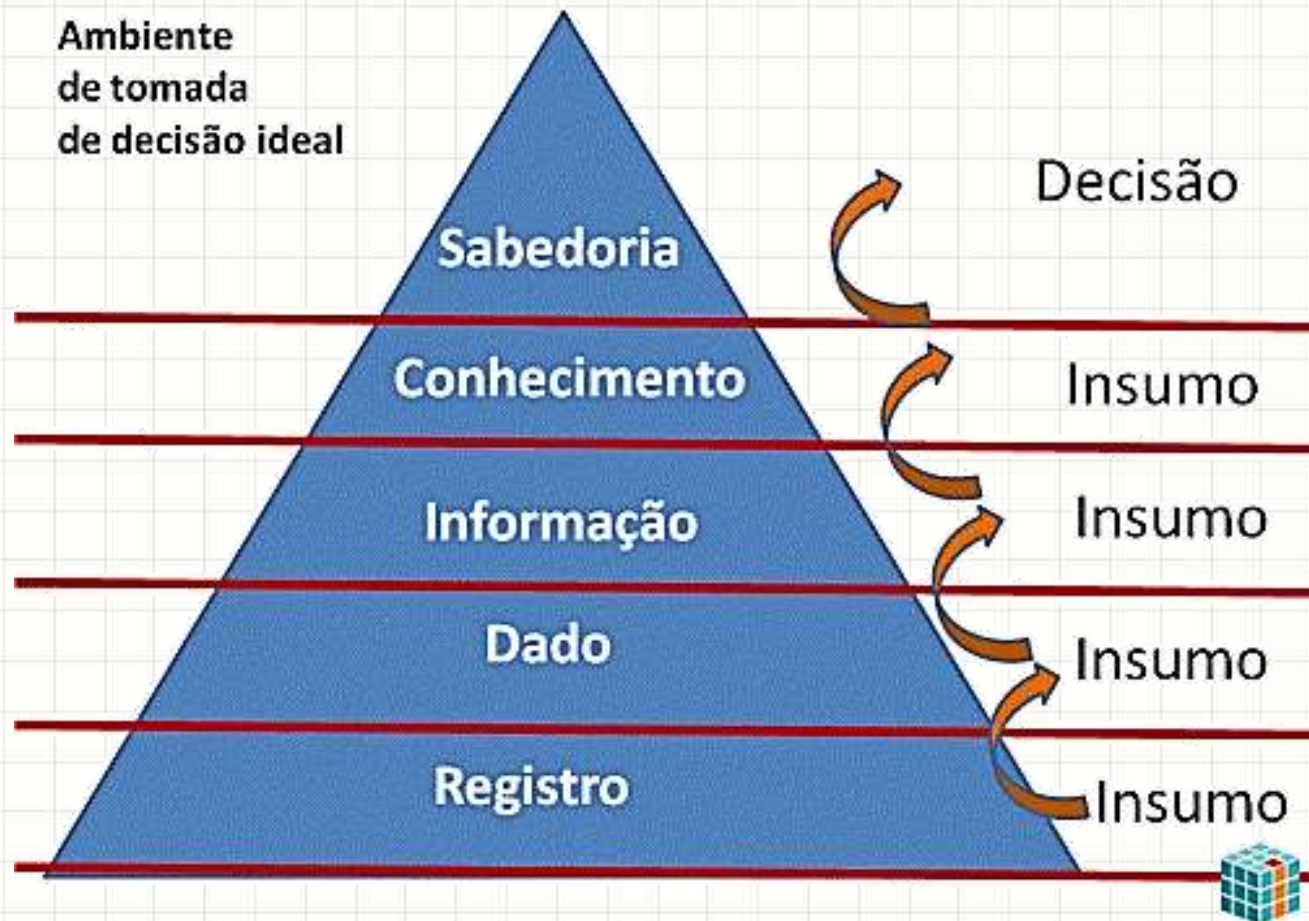 Ambiente
de tomada
de decisão ideal
Decisão
Sabedoria
Conhecimento
Insumo
Informação
Insumo
Dado
Insumo
Registro
Insumo